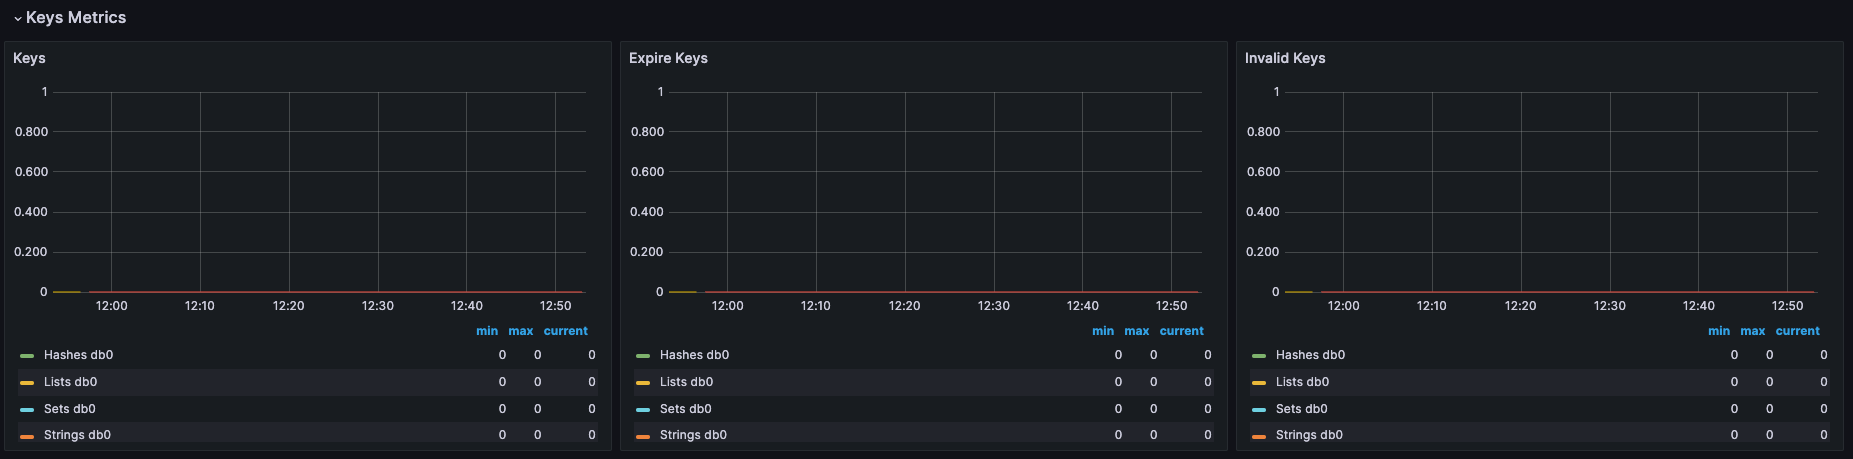 Keys Metrics
Keys
1
0.800
0.600
0.400
0.200
0
12:00 12:10 12:20 12:30 12:40 12:50
min max current
Hashes db0 0 0 0
Lists db0 0 0 0
Sets db0 0 0 0
Strings db0 0 0 0
Expire Keys
1
0.800
0.600
0.400
0.200
0
12:00 12:10 12:20 12:30 12:40 12:50
min max current
Hashes db0 0 0 0
Lists db0 0 0 0
Sets db0 0 0 0
Strings db0 0 0 0
Invalid Keys
1
0.800
0.600
0.400
0.200
0
12:00 12:10 12:20 12:30 12:40 12:50
min max current
Hashes db0 0 0 0
Lists db0 0 0 0
Sets db0 0 0 0
Strings db0 0 0 0